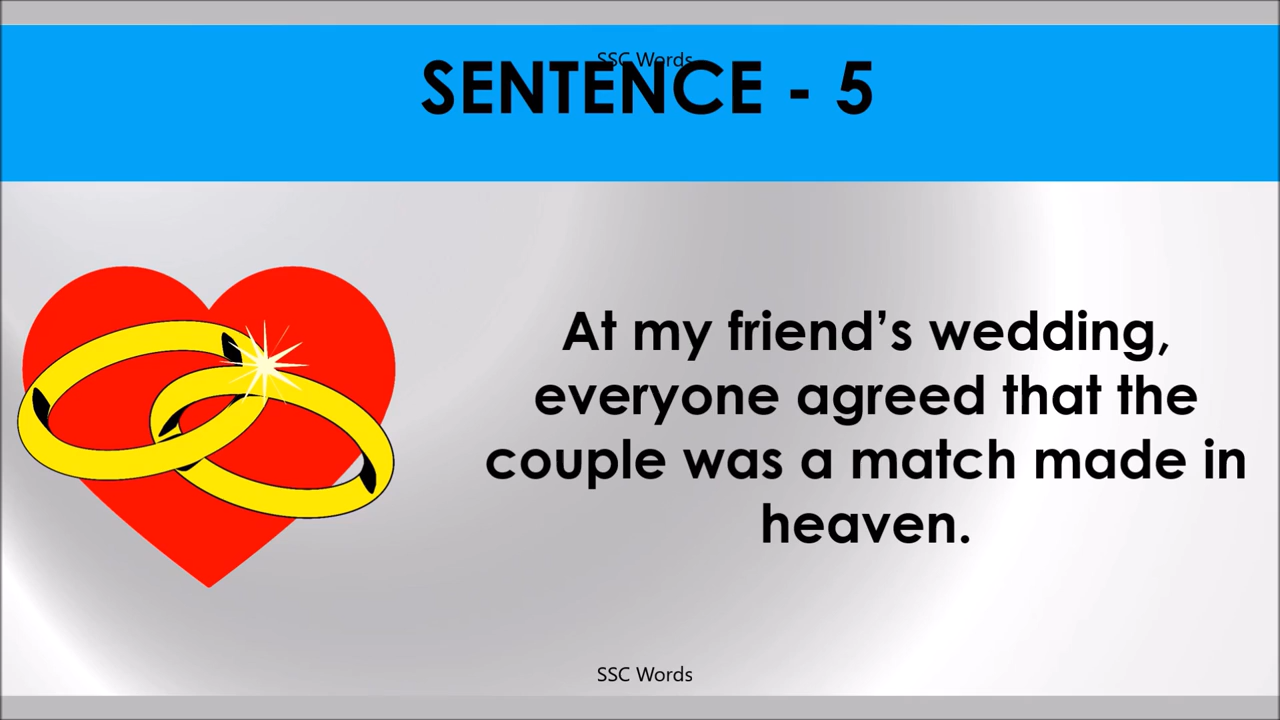 SSC Words
SENTENCE - 5
At my friend’s wedding,
everyone agreed that the
couple was a match made in
heaven.
SSC Words